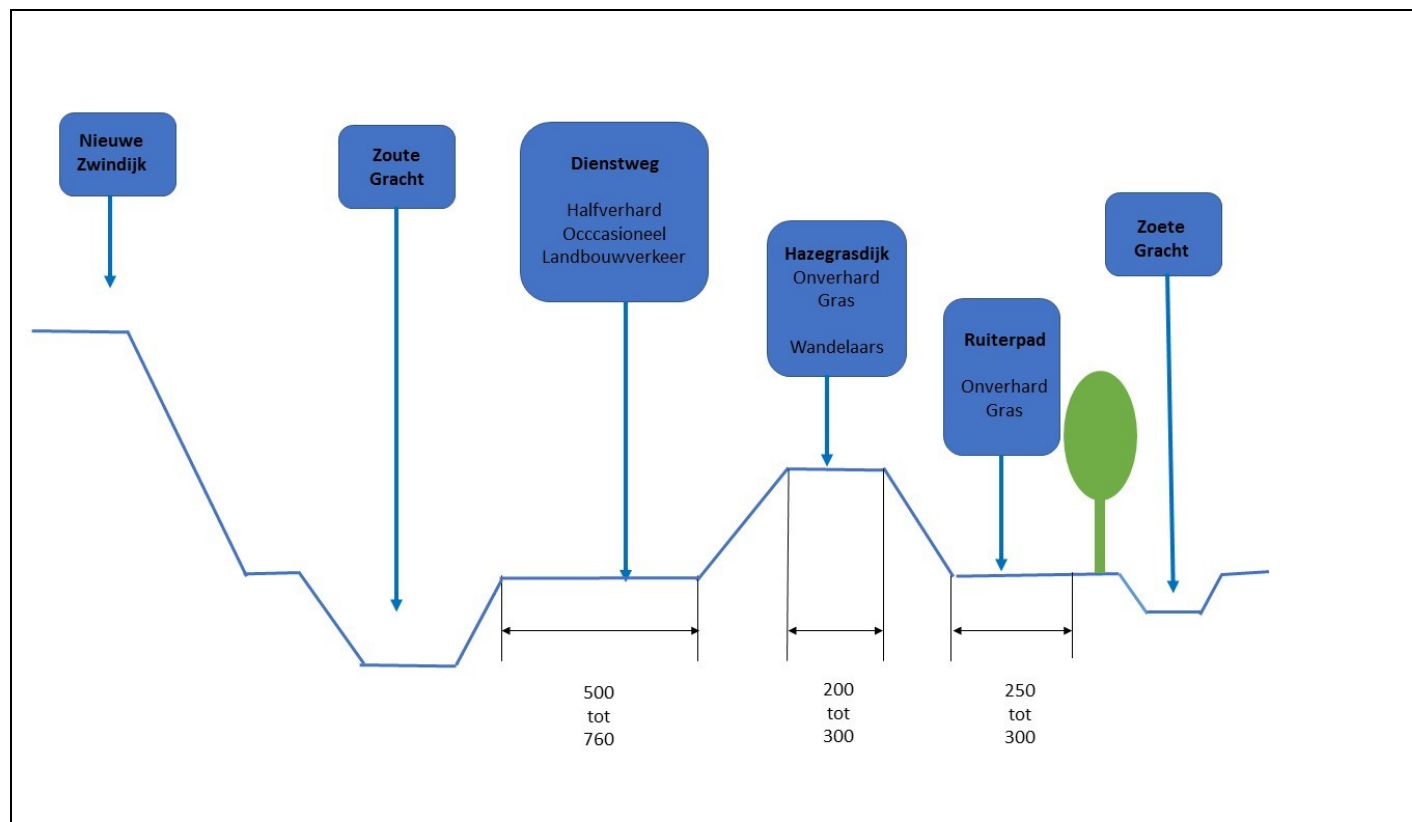 Nieuwe
Zwindijk
Zoute
Gracht
Dienstweg
Halfverhard
Occcasioneel
Landbouwverkeer
Hazegrasdijk
Onverhard
Gras
Wandelaars
Ruiterpad
Onverhard
Gras
Zoete
Gracht
500
tot
760
200
tot
300
250
tot
300